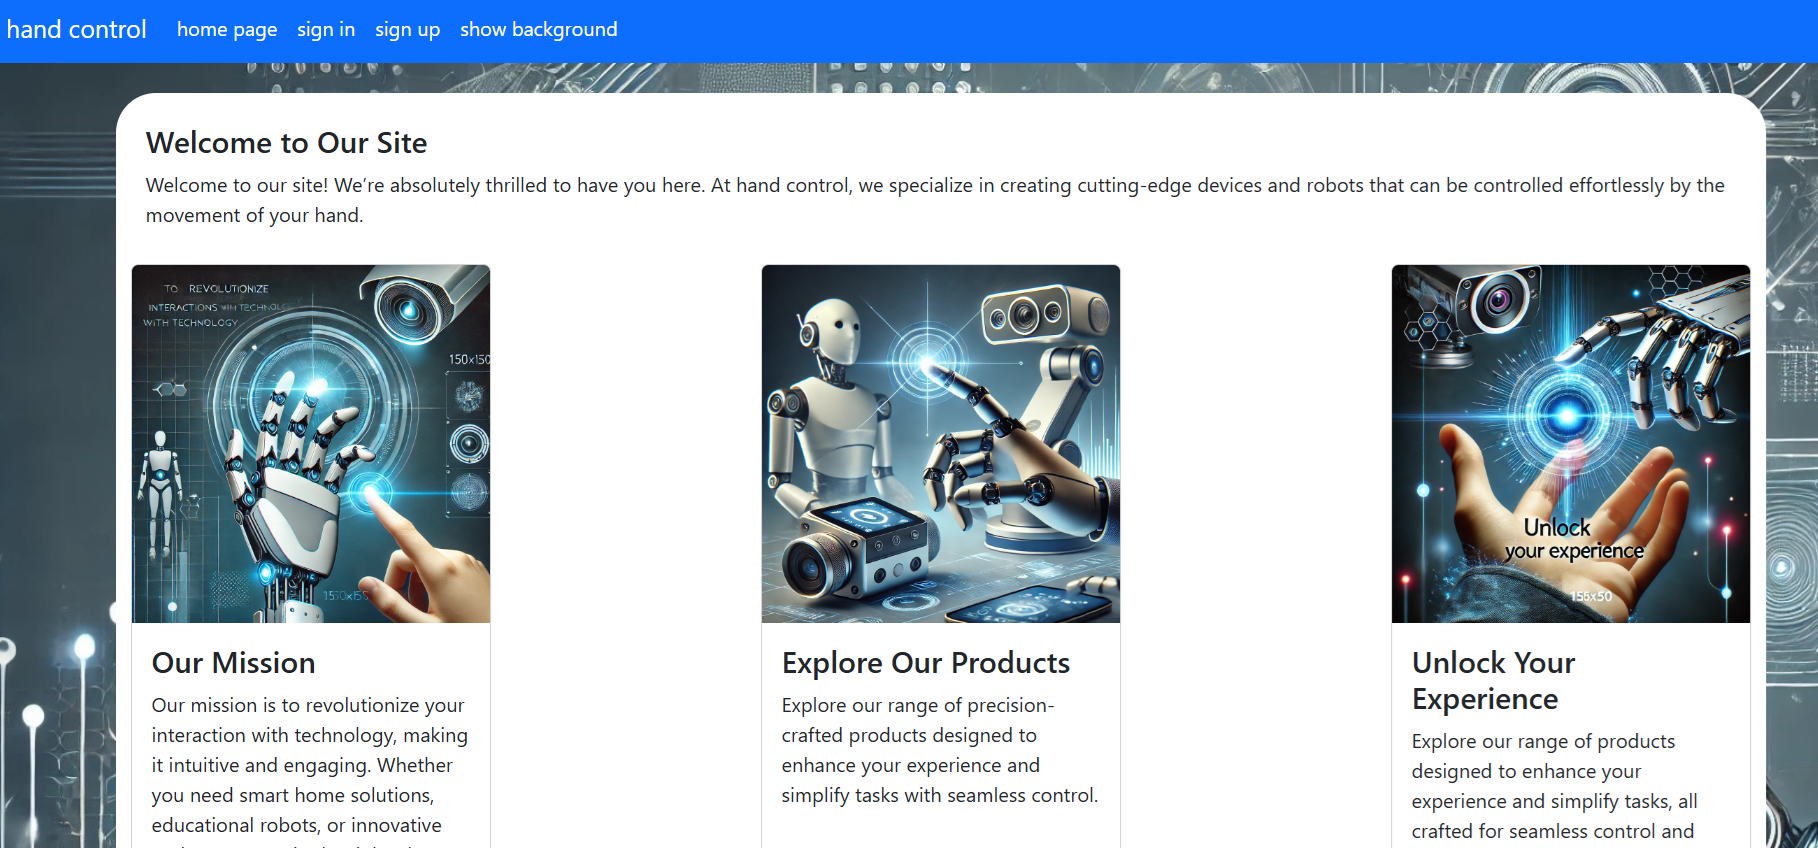 hand control
home page
sign in
sign up
show background
Welcome to Our Site
Welcome to our site! We’re absolutely thrilled to have you here. At hand control, we specialize in creating cutting-edge devices and robots that can be controlled effortlessly by the
movement of your hand.
TO REVOLUTIONIZE
INTERACTIONS
WITH TECHNOLOGY
150x150
Unlock
your experience
Our Mission
Our mission is to revolutionize your
interaction with technology, making
it intuitive and engaging. Whether
you need smart home solutions,
educational robots, or innovative
Explore Our Products
Explore our range of precision-
crafted products designed to
enhance your experience and
simplify tasks with seamless control.
Unlock Your
Experience
Explore our range of products
designed to enhance your
experience and simplify tasks, all
crafted for seamless control and